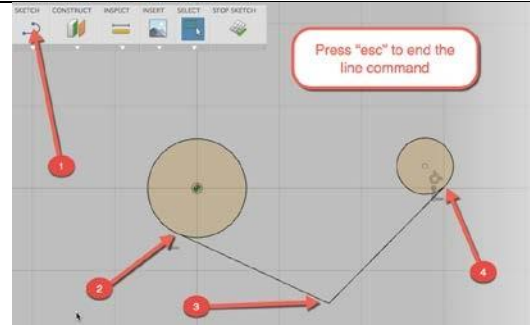 SKETCH CONSTRUCT INSPECT INSERT SELECT STOP SKETCH
Press "esc" to end the
line command
1
2
3
4